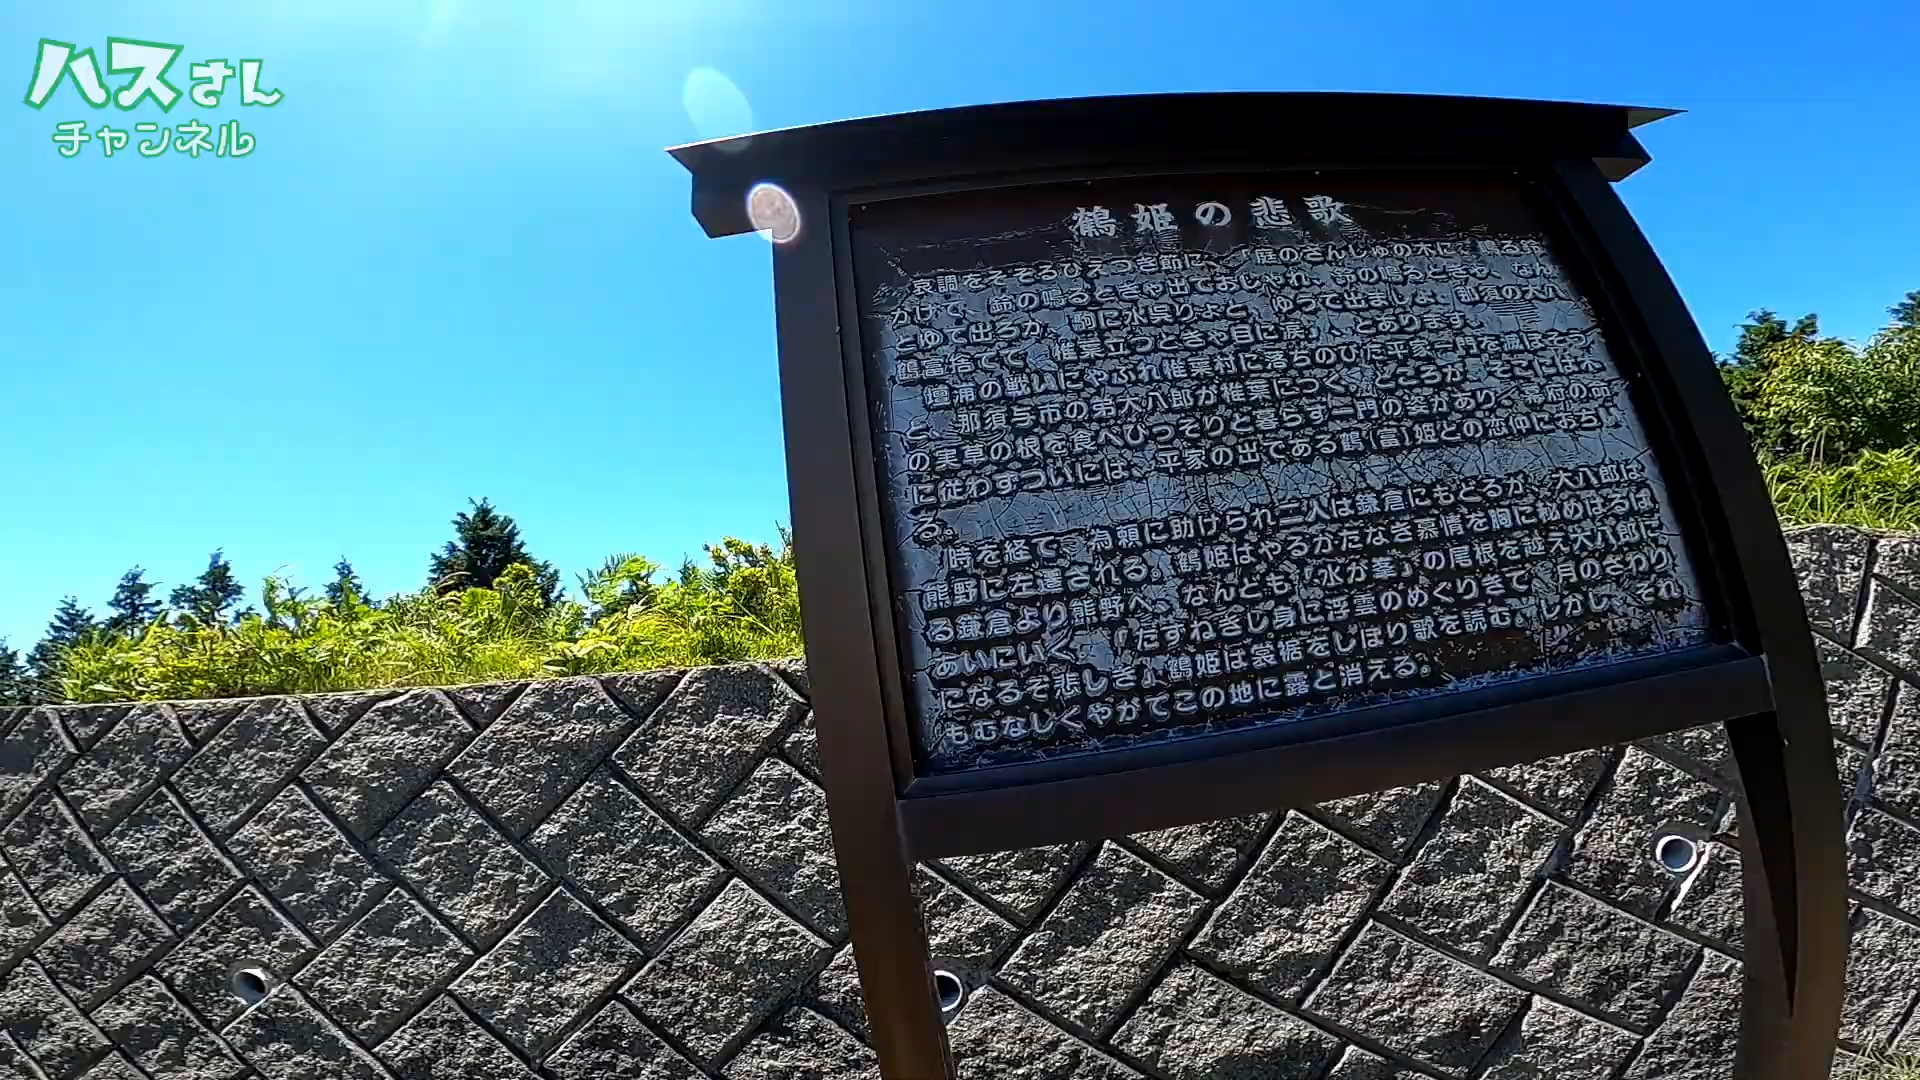 ハスさん
チャンネル
鶴姫の悲歌
哀調をそそるひえつき節に、「庭のさんしゅの木に、鳴る鈴
かけて、鈴の鳴るときゃ出ておじゃれ、鈴の鳴るときゃ、なん
とゆて出ろか、駒に水呉りょと、ゆうて出ましよ。那須の大八
鶴富捨てて、椎葉立つときゃ目に戻」、とあります。
壇浦の戦いにやぶれ椎葉村に落ちのびた平家一門を滅ぼそう
と、那須与市の弟大八郎が椎葉につく、ところが、そこには木
の実草の根を食べひっそりと暮らす一門の姿があり、幕府の命
に従わずついには、平家の出である鶴(富)姫との恋仲におちい
る。
時を経て、為頼に助けられ二人は鎌倉にもどるが、大八郎は
熊野に左遷される。鶴姫はやるかたなき慕情を胸に秘めはるば
る鎌倉より熊野へ、なんとも「水が峯」の尾根を越え大八郎に
あいにいく、「たずねきし身に浮雲のめぐりきて、月のさわり
になるぞ悲しき」鶴姫は裳裾をしぼり歌を読む。しかし、それ
もむなしくやがてこの地に露と消える。